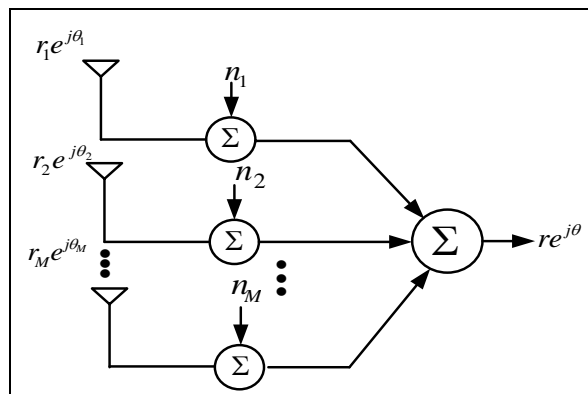 r₁e^{jθ₁}
n₁
Σ
r₂e^{jθ₂}
n₂
Σ
Σ
re^{jθ}
r_Me^{jθ_M}
n_M
Σ